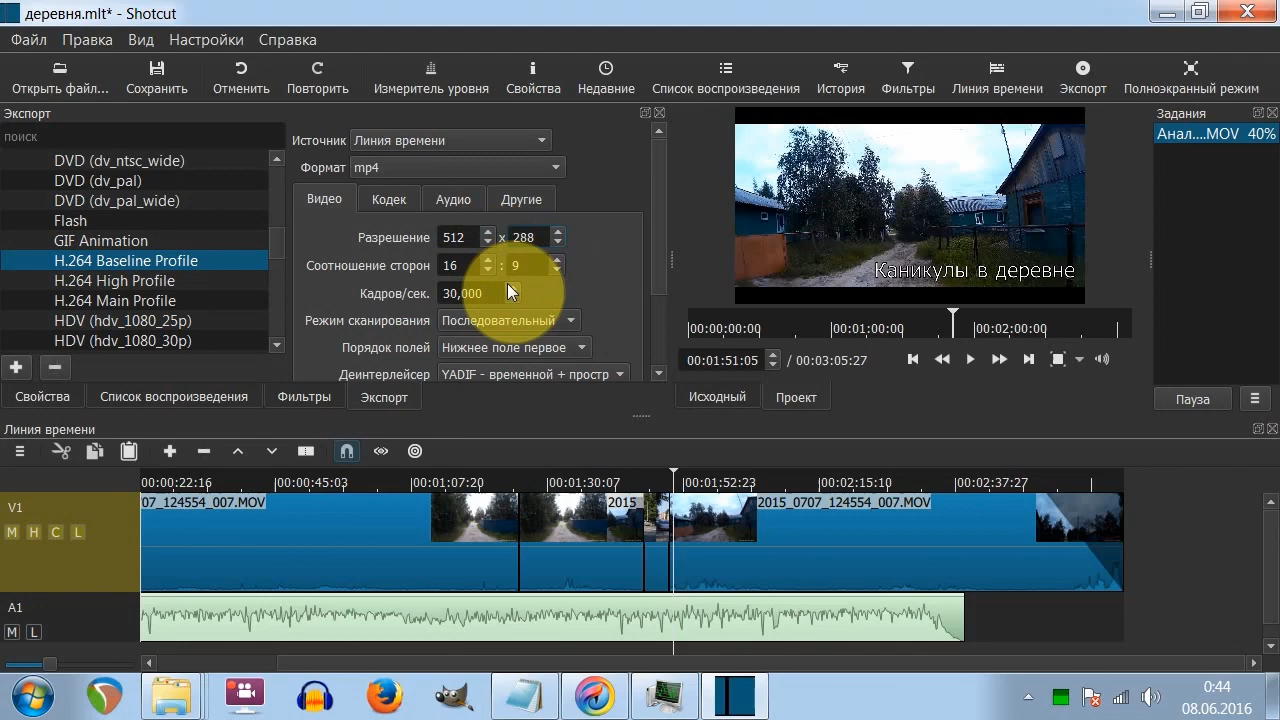 деревня.mlt* - Shotcut
Файл Правка Вид Настройки Справка
Открыть файл... Сохранить Отменить Повторить Измеритель уровня Свойства Недавние Список воспроизведения История Фильтры Линия времени Экспорт Полноэкранный режим
Экспорт
поиск
DVD (dv_ntsc_wide)
DVD (dv_pal)
DVD (dv_pal_wide)
Flash
GIF Animation
H.264 Baseline Profile
H.264 High Profile
H.264 Main Profile
HDV (hdv_1080_25p)
HDV (hdv_1080_30p)
Источник Линия времени
Формат mp4
Видео Кодек Аудио Другие
Разрешение 512 x 288
Соотношение сторон 16 : 9
Кадров/сек. 30,000
Режим сканирования Последовательный
Порядок полей Нижнее поле первое
Деинтерлейсер YADIF - временной + простр
Свойства Список воспроизведения Фильтры Экспорт
Каникулы в деревне
00:00:00:00 00:01:00:00 00:02:00:00
00:01:51:05 / 00:03:05:27
Исходный Проект
Задания
Анал....MOV 40%
Пауза
Линия времени
00:00:22:16 00:00:45:03 00:01:07:20 00:01:30:07 00:01:52:23 00:02:15:10 00:02:37:27
V1
07_124554_007.MOV 2015 2015_0707_124554_007.MOV
M H C L
A1
M L
0:44
08.06.2016